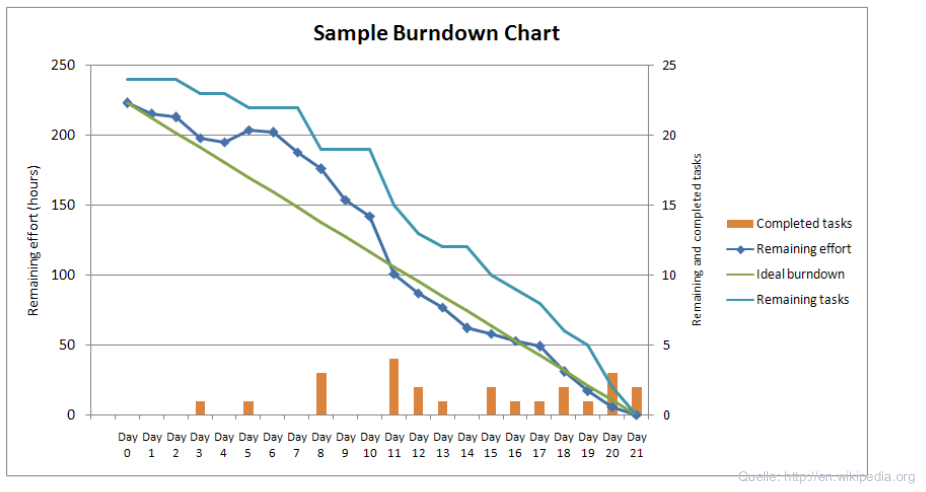 Sample Burndown Chart
Remaining effort (hours)
250
200
150
100
50
0
25
20
15
10
5
0
Remaining and completed tasks
Completed tasks
Remaining effort
Ideal burndown
Remaining tasks
Day Day Day Day Day Day Day Day Day Day Day Day Day Day Day Day Day Day Day Day Day Day
0 1 2 3 4 5 6 7 8 9 10 11 12 13 14 15 16 17 18 19 20 21
Quelle: http://en.wikipedia.org